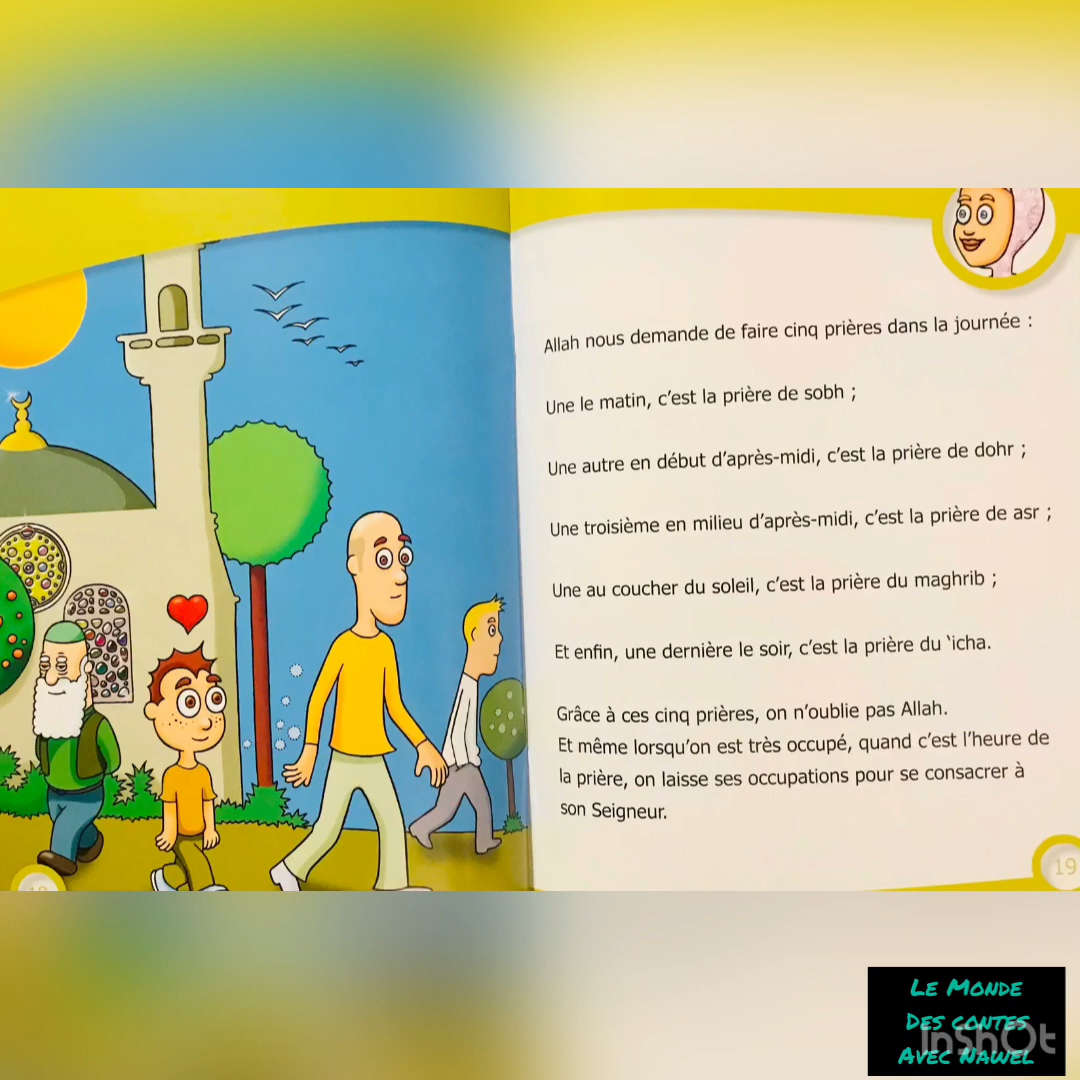 Allah nous demande de faire cinq prières dans la journée :
Une le matin, c'est la prière de sobh ;
Une autre en début d'après-midi, c'est la prière de dohr ;
Une troisième en milieu d'après-midi, c'est la prière de asr ;
Une au coucher du soleil, c'est la prière du maghrib ;
Et enfin, une dernière le soir, c'est la prière du 'icha.
Grâce à ces cinq prières, on n'oublie pas Allah.
Et même lorsqu'on est très occupé, quand c'est l'heure de
la prière, on laisse ses occupations pour se consacrer à
son Seigneur.
19
Le Monde
Des contes
Avec Nawel
InShOt